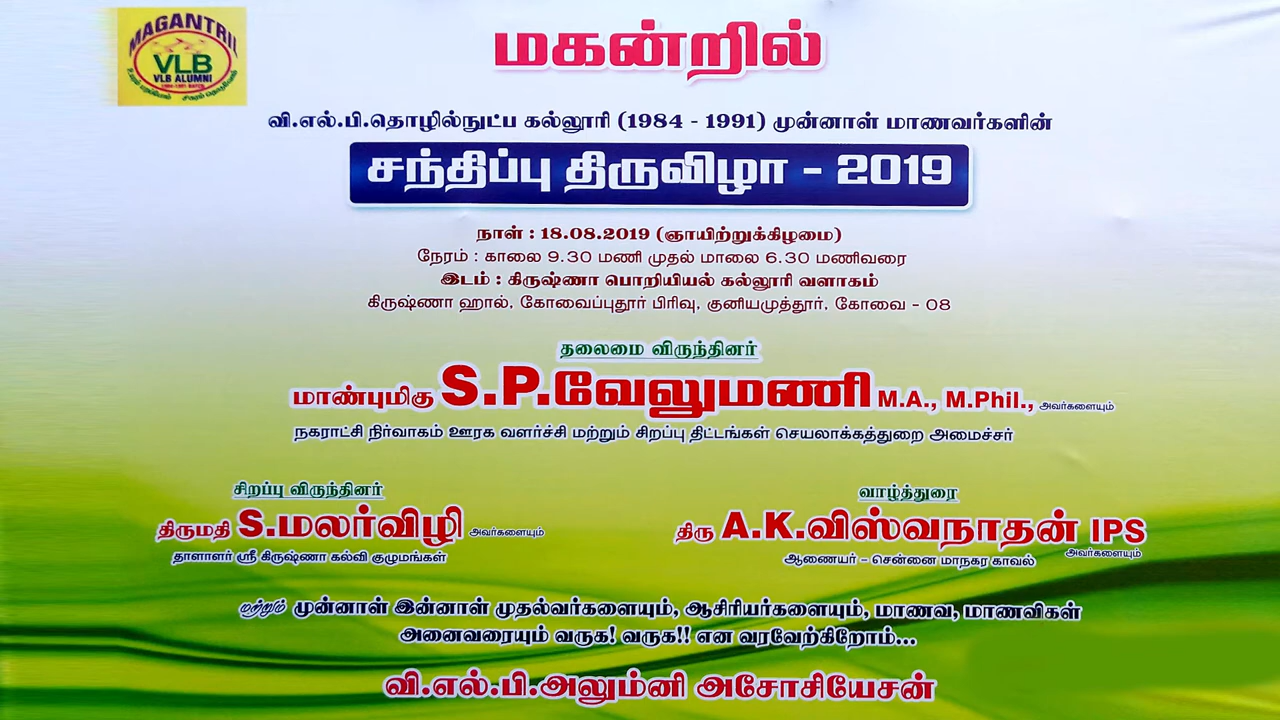 MAGANTRIL
VLB
VLB ALUMNI
1984-1991 BATCH
மகன்றில்
வி.எல்.பி.தொழில்நுட்ப கல்லூரி (1984 - 1991) முன்னாள் மாணவர்களின்
சந்திப்பு திருவிழா - 2019
நாள் : 18.08.2019 (ஞாயிற்றுக்கிழமை)
நேரம் : காலை 9.30 மணி முதல் மாலை 6.30 மணிவரை
இடம் : கிருஷ்ணா பொறியியல் கல்லூரி வளாகம்
கிருஷ்ணா ஹால், கோவைப்புதூர் பிரிவு, குனியமுத்தூர், கோவை - 08
தலைமை விருந்தினர்
மாண்புமிகு S.P.வேலுமணி M.A., M.Phil., அவர்களையும்
நகராட்சி நிர்வாகம் ஊரக வளர்ச்சி மற்றும் சிறப்பு திட்டங்கள் செயலாக்கத்துறை அமைச்சர்
சிறப்பு விருந்தினர்
திருமதி S.மலர்விழி அவர்களையும்
தாளாளர் ஸ்ரீ கிருஷ்ணா கல்வி குழுமங்கள்
வாழ்த்துரை
திரு A.K.விஸ்வநாதன் IPS
அவர்களையும்
ஆணையர் – சென்னை மாநகர காவல்
மற்றும் முன்னாள் இன்னாள் முதல்வர்களையும், ஆசிரியர்களையும், மாணவ, மாணவிகள்
அனைவரையும் வருக! வருக!! என வரவேற்கிறோம்...
வி.எல்.பி.அலும்னி அசோசியேசன்